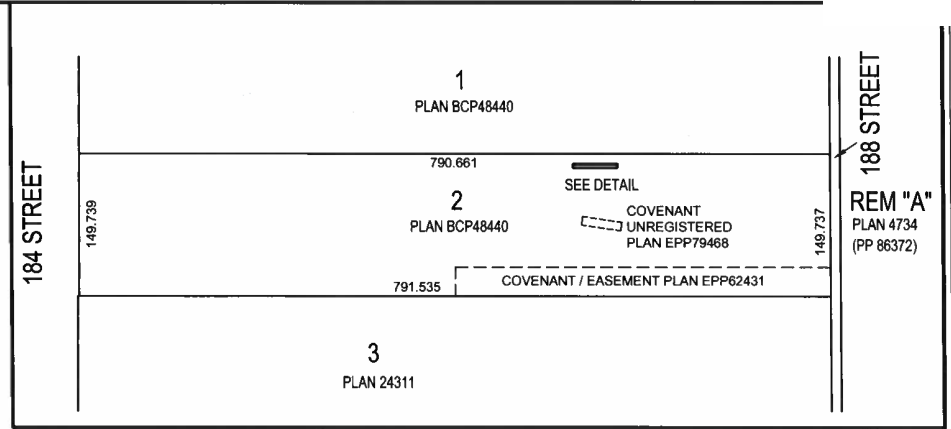 1
PLAN BCP48440
188 STREET
790.661
SEE DETAIL
184 STREET
149.739
2
PLAN BCP48440
COVENANT
UNREGISTERED
PLAN EPP79468
149.737
REM "A"
PLAN 4734
(PP 86372)
791.535
COVENANT / EASEMENT PLAN EPP62431
3
PLAN 24311